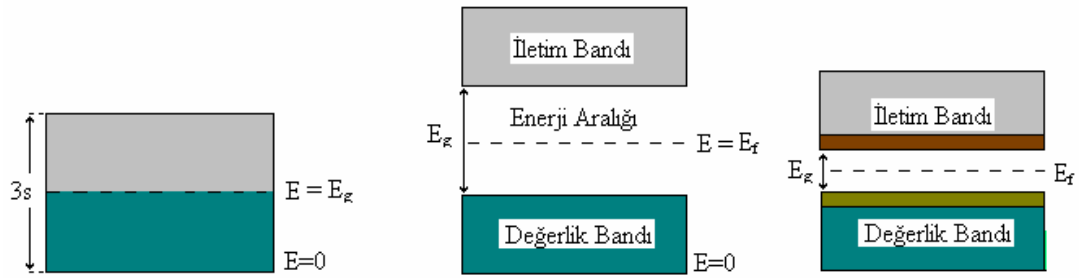 3s
E = E_g
E=0
İletim Bandı
E_g
Enerji Aralığı
E = E_f
Değerlik Bandı
E=0
İletim Bandı
E_g
E_f
Değerlik Bandı